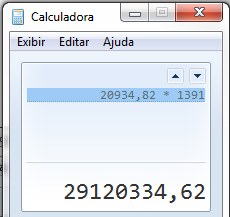 Calculadora
Exibir Editar Ajuda
20934,82 * 1391
29120334,62